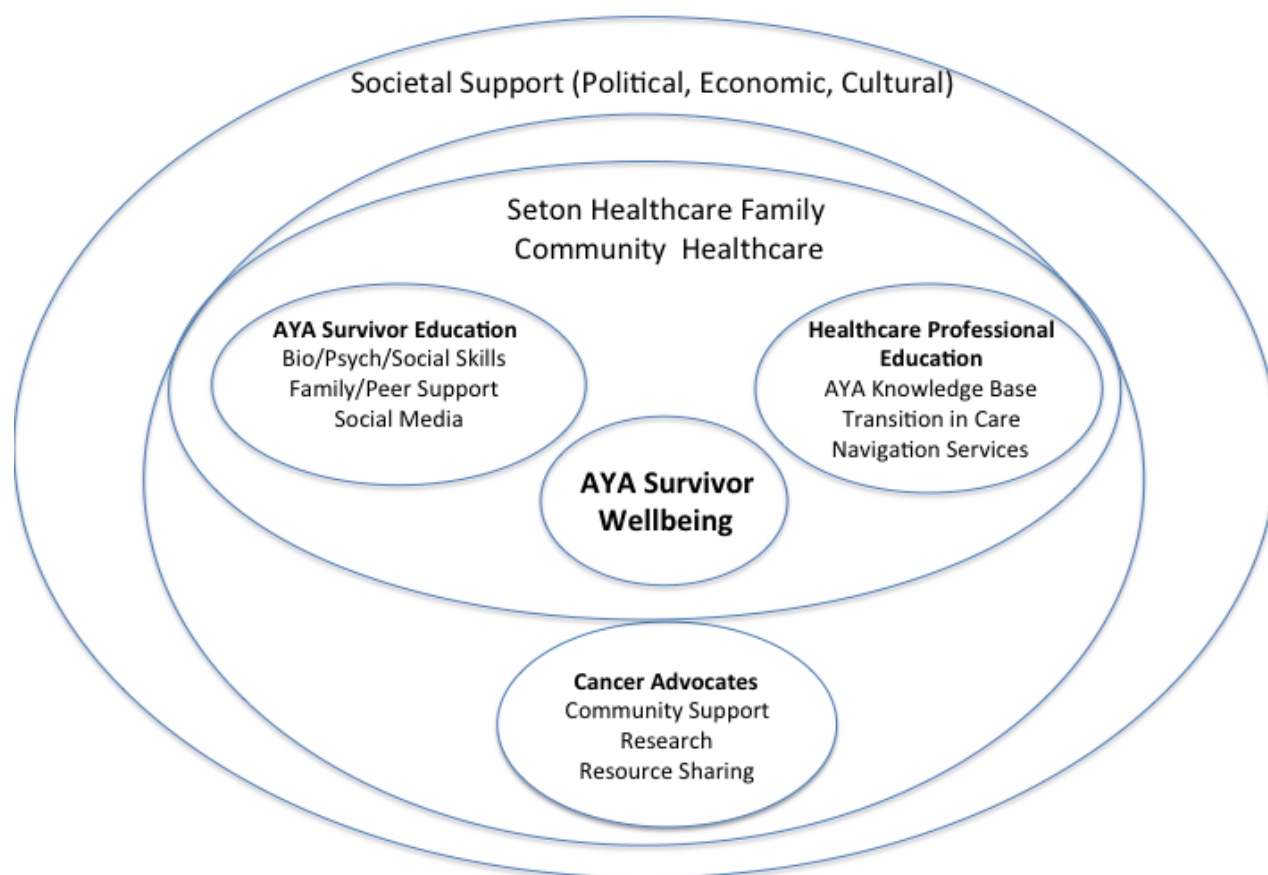 Societal Support (Political, Economic, Cultural)
Seton Healthcare Family
Community Healthcare
AYA Survivor Education
Bio/Psych/Social Skills
Family/Peer Support
Social Media
Healthcare Professional
Education
AYA Knowledge Base
Transition in Care
Navigation Services
AYA Survivor
Wellbeing
Cancer Advocates
Community Support
Research
Resource Sharing